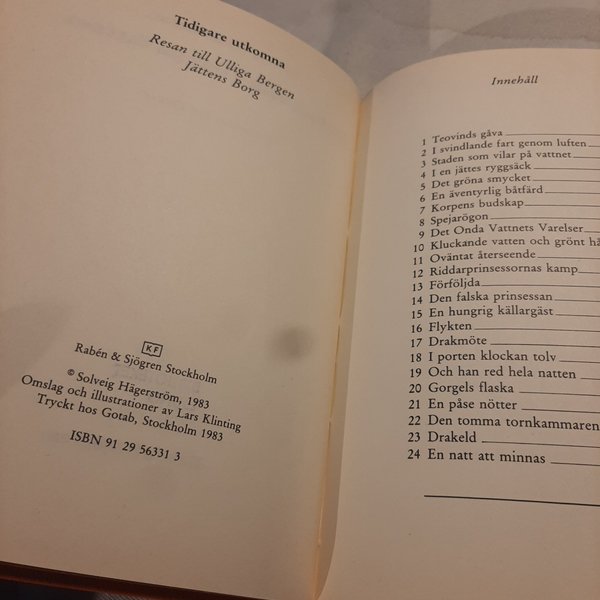 Tidigare utkomna
Resan till Ulliga Bergen
Jättens Borg
KF
Rabén & Sjögren Stockholm
© Solveig Hägerström, 1983
Omslag och illustrationer av Lars Klinting
Tryckt hos Gotab, Stockholm 1983
ISBN 91 29 56331 3
Innehåll
1 Teovinds gåva
2 I svindlande fart genom luften
3 Staden som vilar på vattnet
4 I en jättes ryggsäck
5 Det gröna smycket
6 En äventyrlig båtfärd
7 Korpens budskap
8 Spejarögon
9 Det Onda Vattnets Varelser
10 Kluckande vatten och grönt
11 Oväntat återseende
12 Riddarprinsessornas kamp
13 Förföljda
14 Den falska prinsessan
15 En hungrig källargäst
16 Flykten
17 Drakmöte
18 I porten klockan tolv
19 Och han red hela natten
20 Gorgels flaska
21 En påse nötter
22 Den tomma tornkammaren
23 Drakeld
24 En natt att minnas